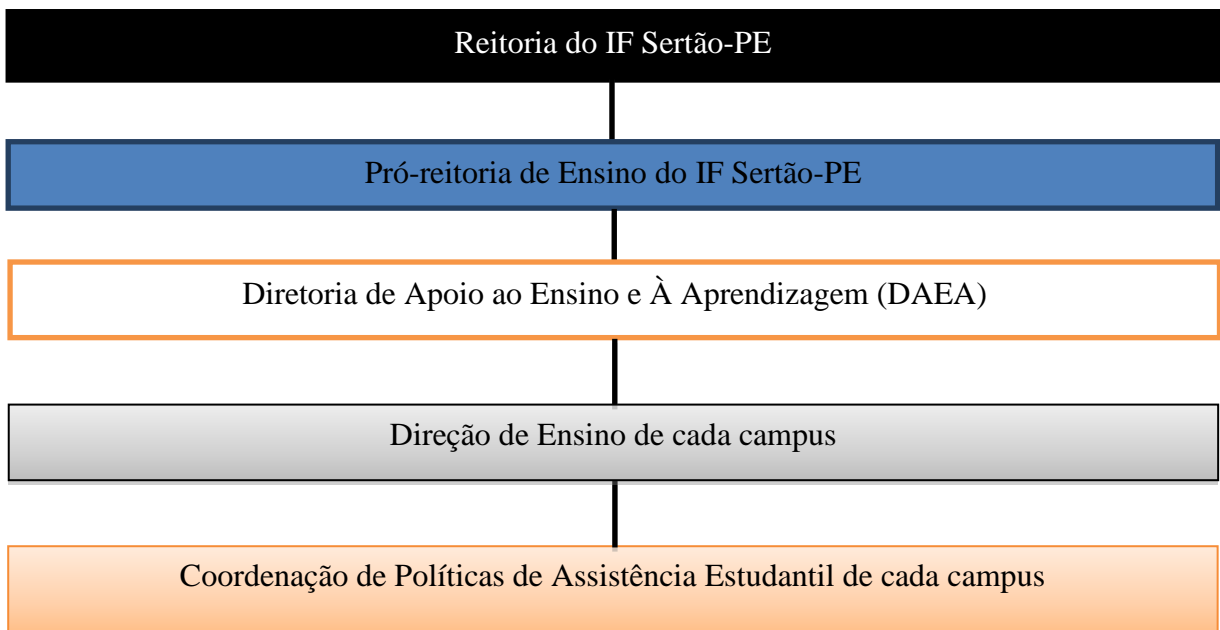 Reitoria do IF Sertão-PE
Pró-reitoria de Ensino do IF Sertão-PE
Diretoria de Apoio ao Ensino e À Aprendizagem (DAEA)
Direção de Ensino de cada campus
Coordenação de Políticas de Assistência Estudantil de cada campus